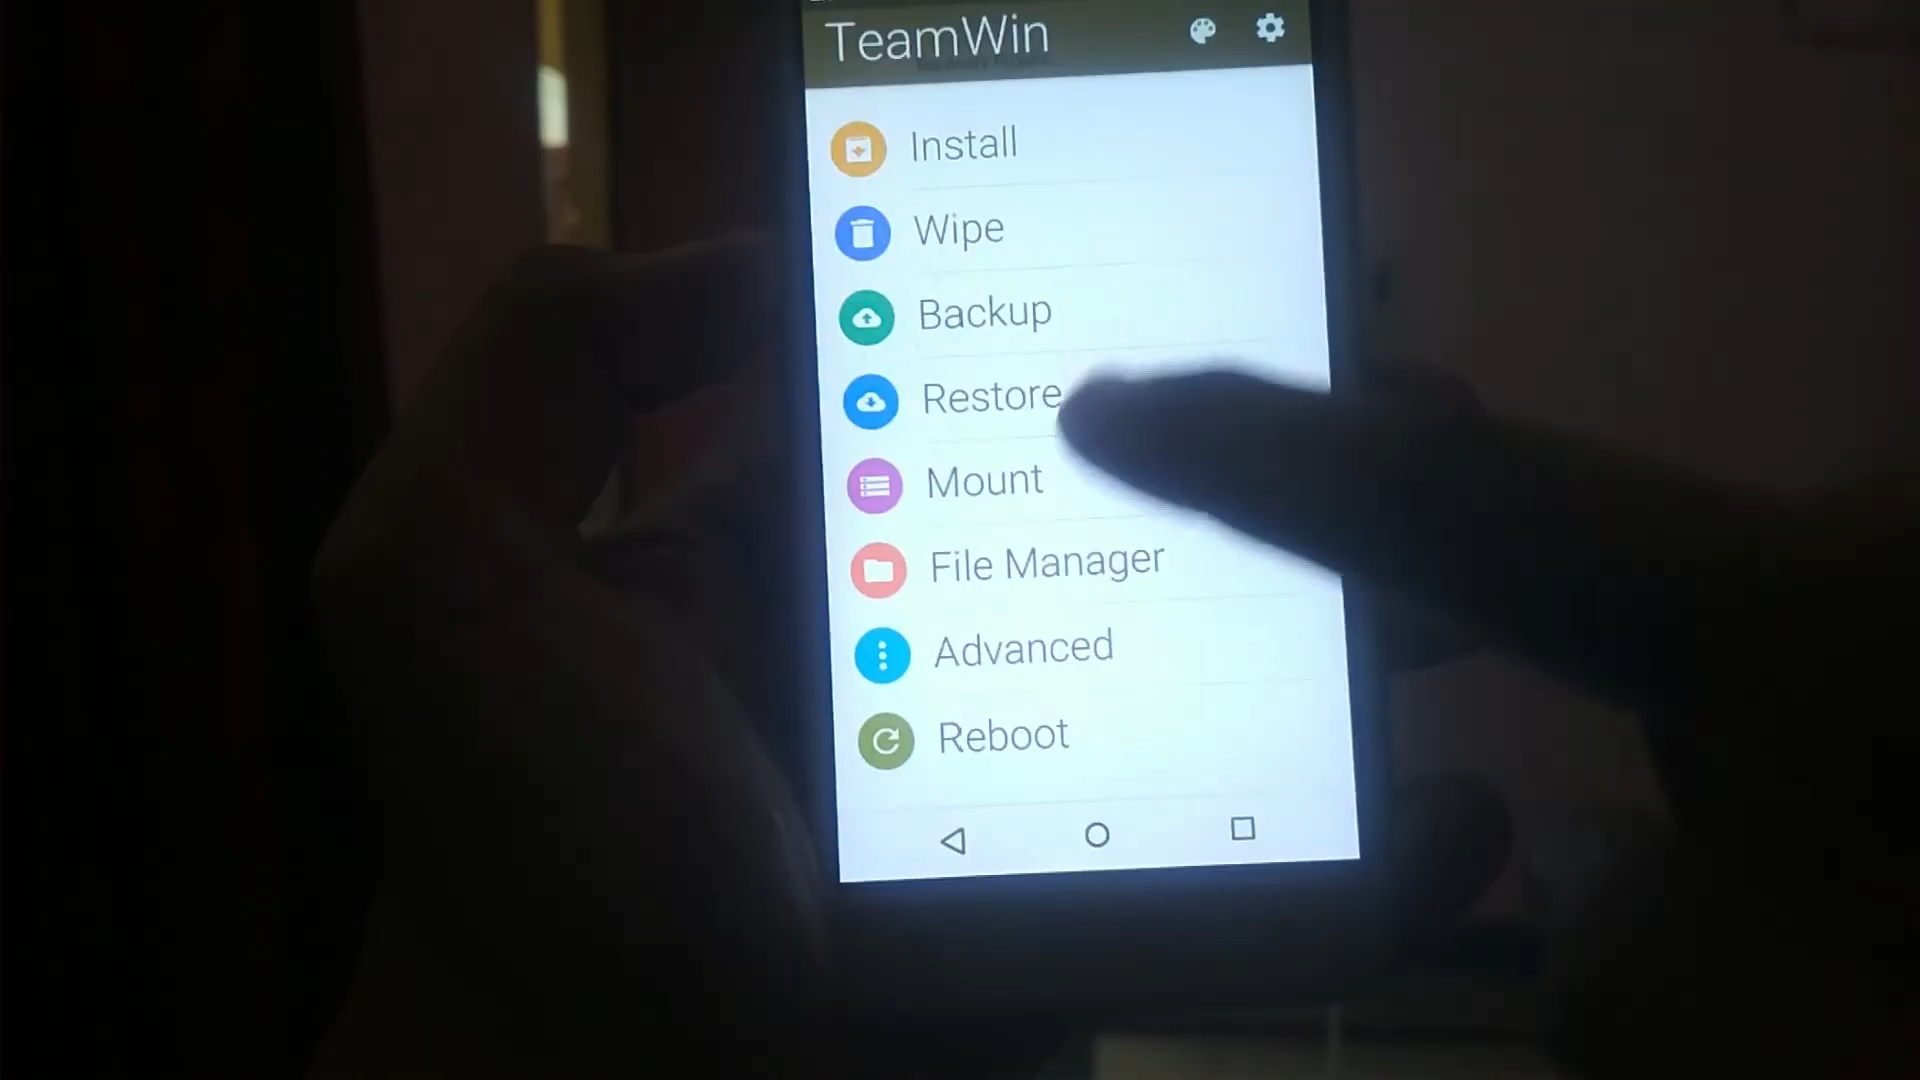 TeamWin
Install
Wipe
Backup
Restore
Mount
File Manager
Advanced
Reboot